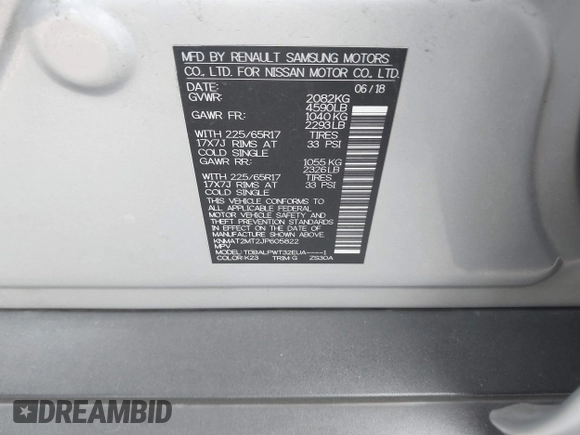 MFD BY RENAULT SAMSUNG MOTORS
CO., LTD. FOR NISSAN MOTOR CO., LTD.
DATE: 06/18
GVWR: 2082KG
4590LB
GAWR FR: 1040KG
2293LB
WITH 225/65R17 TIRES
17X7J RIMS AT 33 PSI
COLD SINGLE
GAWR RR: 1055KG
2326LB
WITH 225/65R17 TIRES
17X7J RIMS AT 33 PSI
COLD SINGLE
THIS VEHICLE CONFORMS TO
ALL APPLICABLE FEDERAL
MOTOR VEHICLE SAFETY AND
THEFT PREVENTION STANDARDS
IN EFFECT ON THE DATE OF
MANUFACTURE SHOWN ABOVE.
KNMAT2MT2JP605822
MPV
MODEL: TDBALPWT32EUA----1
COLOR: K23 TRIM: G ZS30A
DREAMBID